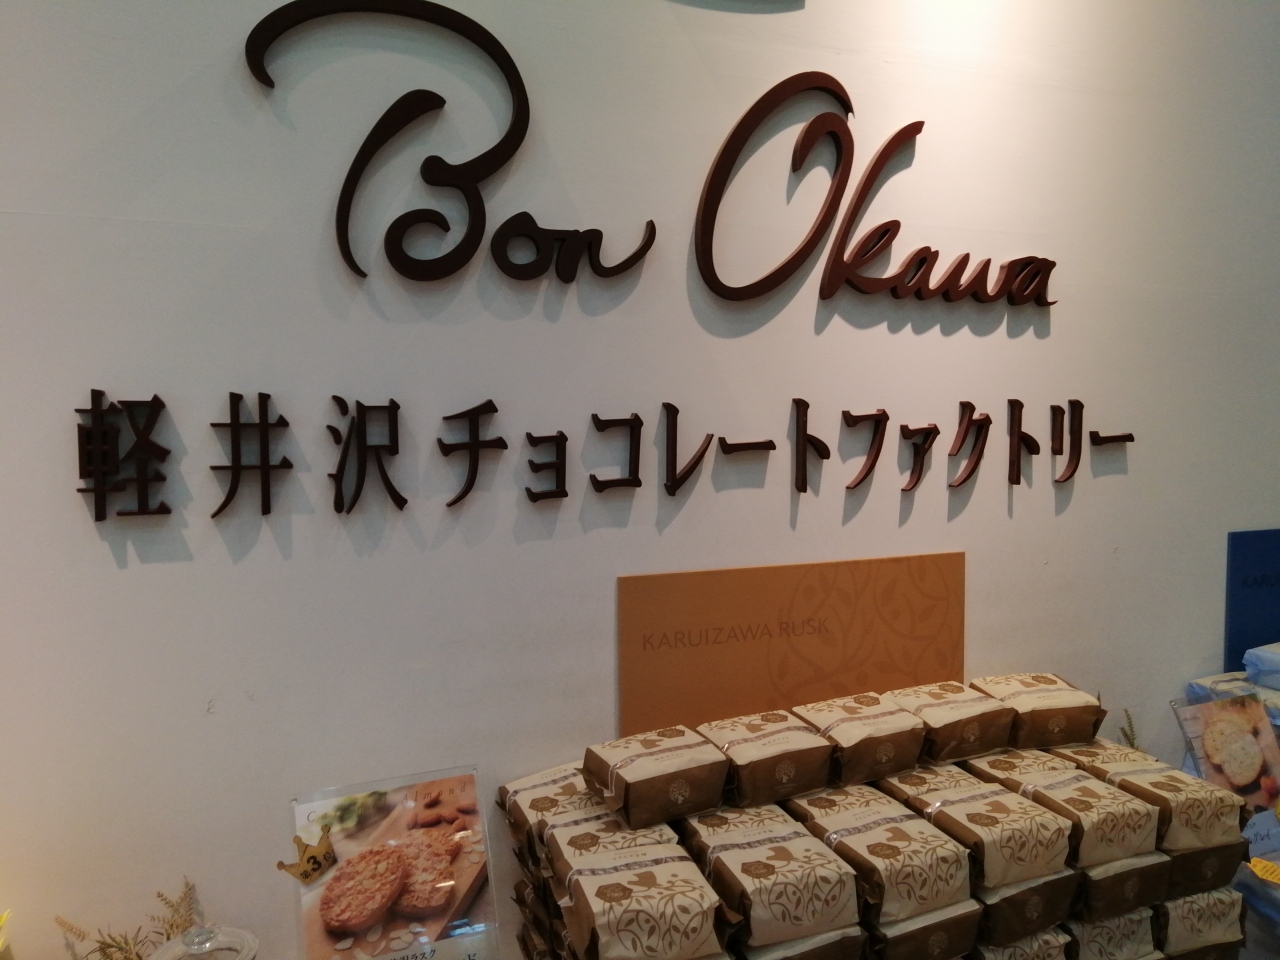 Bon Okawa
軽井沢チョコレートファクトリー
KARUIZAWA RUSK
Almond
第3位